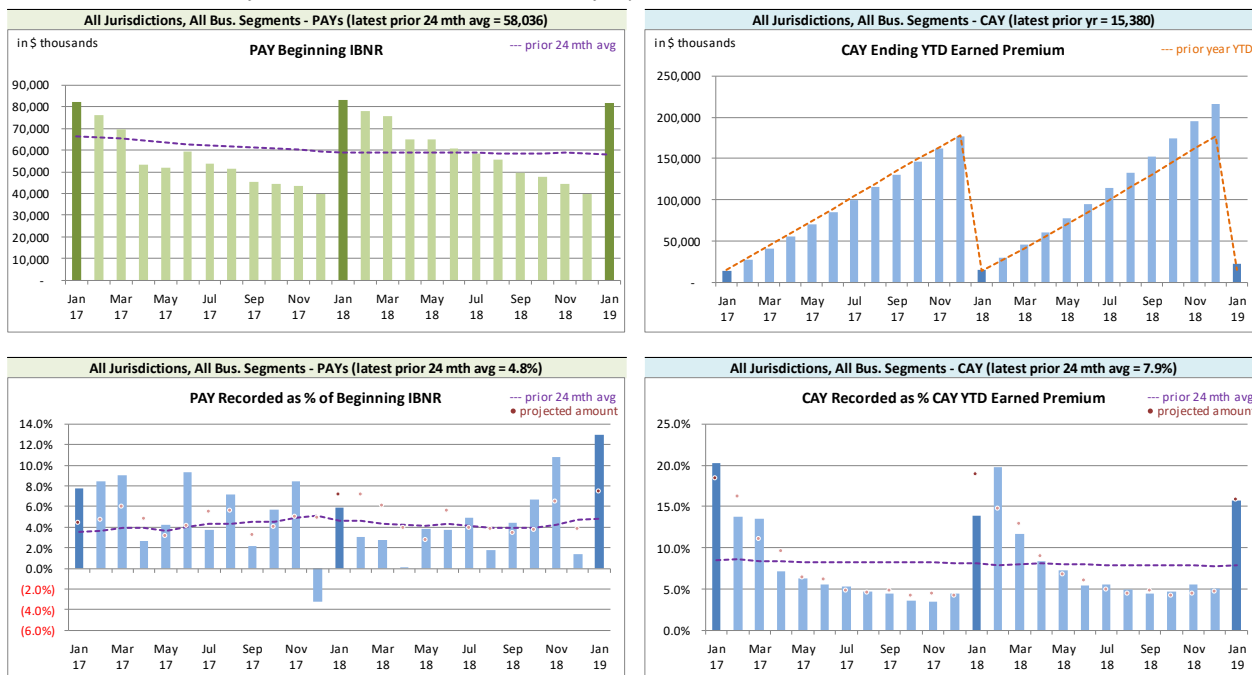 All Jurisdictions, All Bus. Segments - PAYs (latest prior 24 mth avg = 58,036)
in $ thousands
PAY Beginning IBNR
--- prior 24 mth avg
90,000
80,000
70,000
60,000
50,000
40,000
30,000
20,000
10,000
-
Jan Mar May Jul Sep Nov Jan Mar May Jul Sep Nov Jan
17 17 17 17 17 17 18 18 18 18 18 18 19
All Jurisdictions, All Bus. Segments - CAY (latest prior yr = 15,380)
in $ thousands
CAY Ending YTD Earned Premium
--- prior year YTD
250,000
200,000
150,000
100,000
50,000
-
Jan Mar May Jul Sep Nov Jan Mar May Jul Sep Nov Jan
17 17 17 17 17 17 18 18 18 18 18 18 19
All Jurisdictions, All Bus. Segments - PAYs (latest prior 24 mth avg = 4.8%)
PAY Recorded as % of Beginning IBNR
--- prior 24 mth avg
• projected amount
14.0%
12.0%
10.0%
8.0%
6.0%
4.0%
2.0%
0.0%
(2.0%)
(4.0%)
(6.0%)
Jan Mar May Jul Sep Nov Jan Mar May Jul Sep Nov Jan
17 17 17 17 17 17 18 18 18 18 18 18 19
All Jurisdictions, All Bus. Segments - CAY (latest prior 24 mth avg = 7.9%)
CAY Recorded as % CAY YTD Earned Premium
--- prior 24 mth avg
• projected amount
25.0%
20.0%
15.0%
10.0%
5.0%
0.0%
Jan Mar May Jul Sep Nov Jan Mar May Jul Sep Nov Jan
17 17 17 17 17 17 18 18 18 18 18 18 19